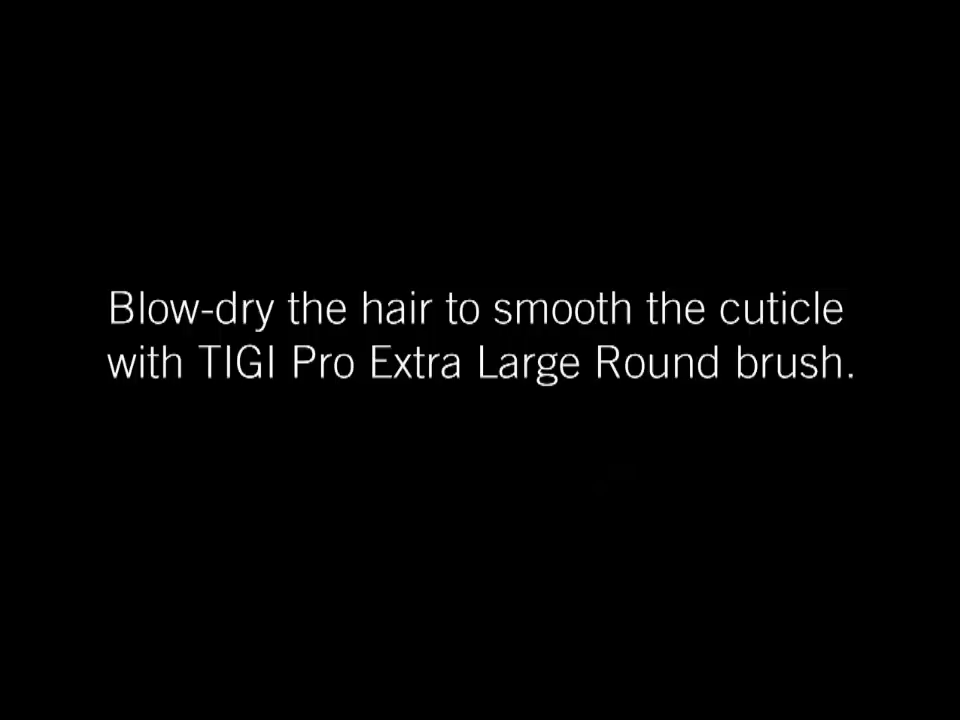 Blow-dry the hair to smooth the cuticle
with TIGI Pro Extra Large Round brush.